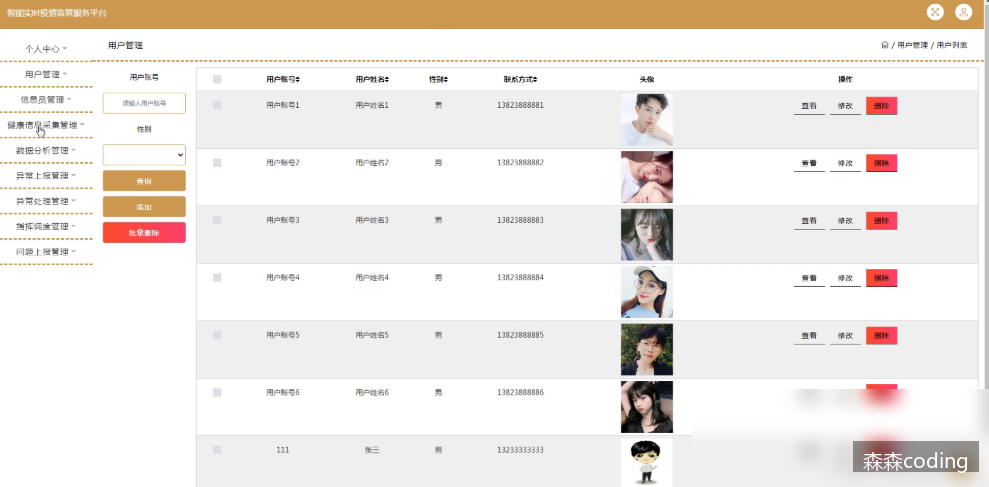 智能实时疫情监管服务平台
个人中心
用户管理
信息员管理
健康信息采集管理
数据分析管理
异常上报管理
异常处理管理
指挥调度管理
问题上报管理
用户管理
/ 用户管理 / 用户列表
用户账号
请输入用户账号
性别
查询
添加
批量删除
用户账号 用户姓名 性别 联系方式 头像 操作
用户账号1 用户姓名1 男 13823888881 查看 修改 删除
用户账号2 用户姓名2 男 13823888882 查看 修改 删除
用户账号3 用户姓名3 男 13823888883 查看 修改 删除
用户账号4 用户姓名4 男 13823888884 查看 修改 删除
用户账号5 用户姓名5 男 13823888885 查看 修改 删除
用户账号6 用户姓名6 男 13823888886
111 张三 男 13233333333
森森coding